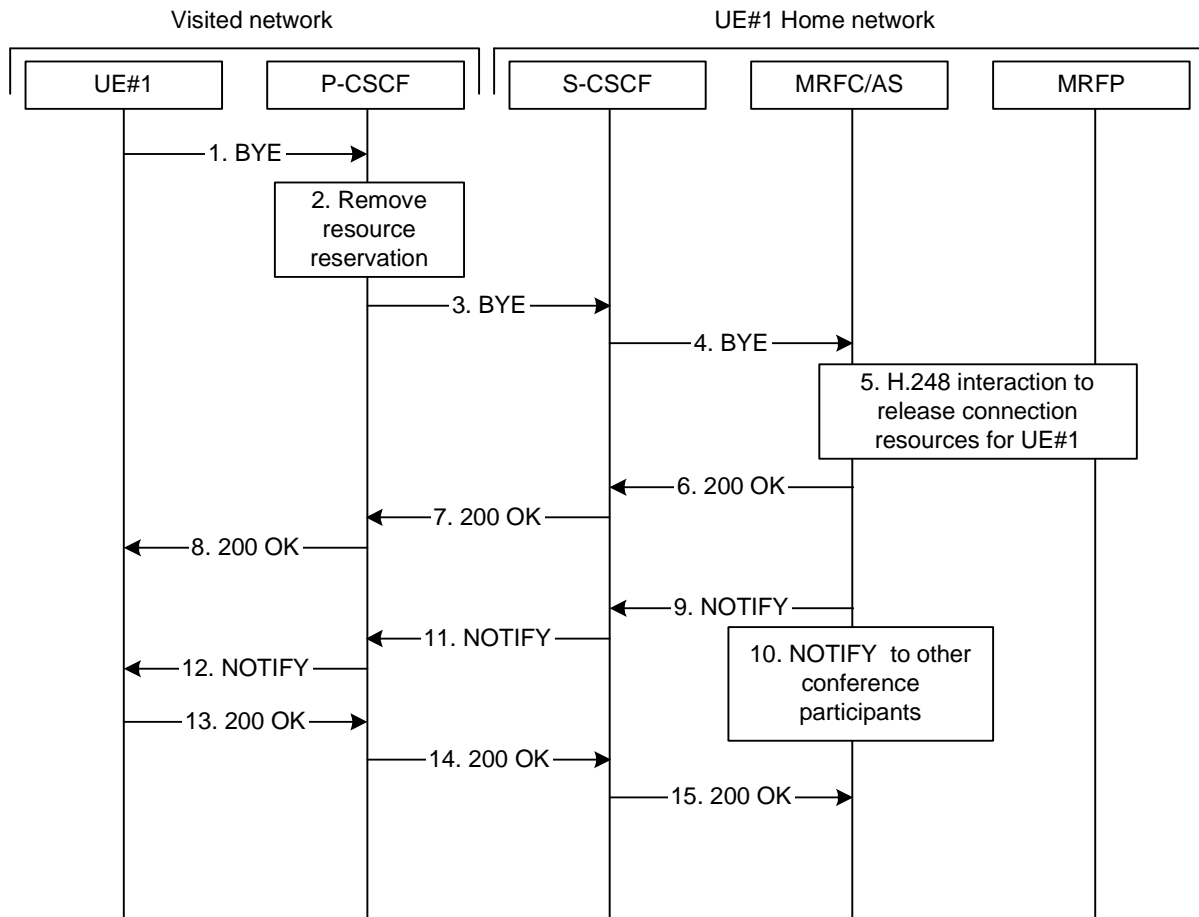 Visited network
UE#1 Home network
UE#1
P-CSCF
S-CSCF
MRFC/AS
MRFP
1. BYE
2. Remove
resource
reservation
3. BYE
4. BYE
5. H.248 interaction to
release connection
resources for UE#1
6. 200 OK
7. 200 OK
8. 200 OK
9. NOTIFY
10. NOTIFY to other
conference
participants
11. NOTIFY
12. NOTIFY
13. 200 OK
14. 200 OK
15. 200 OK